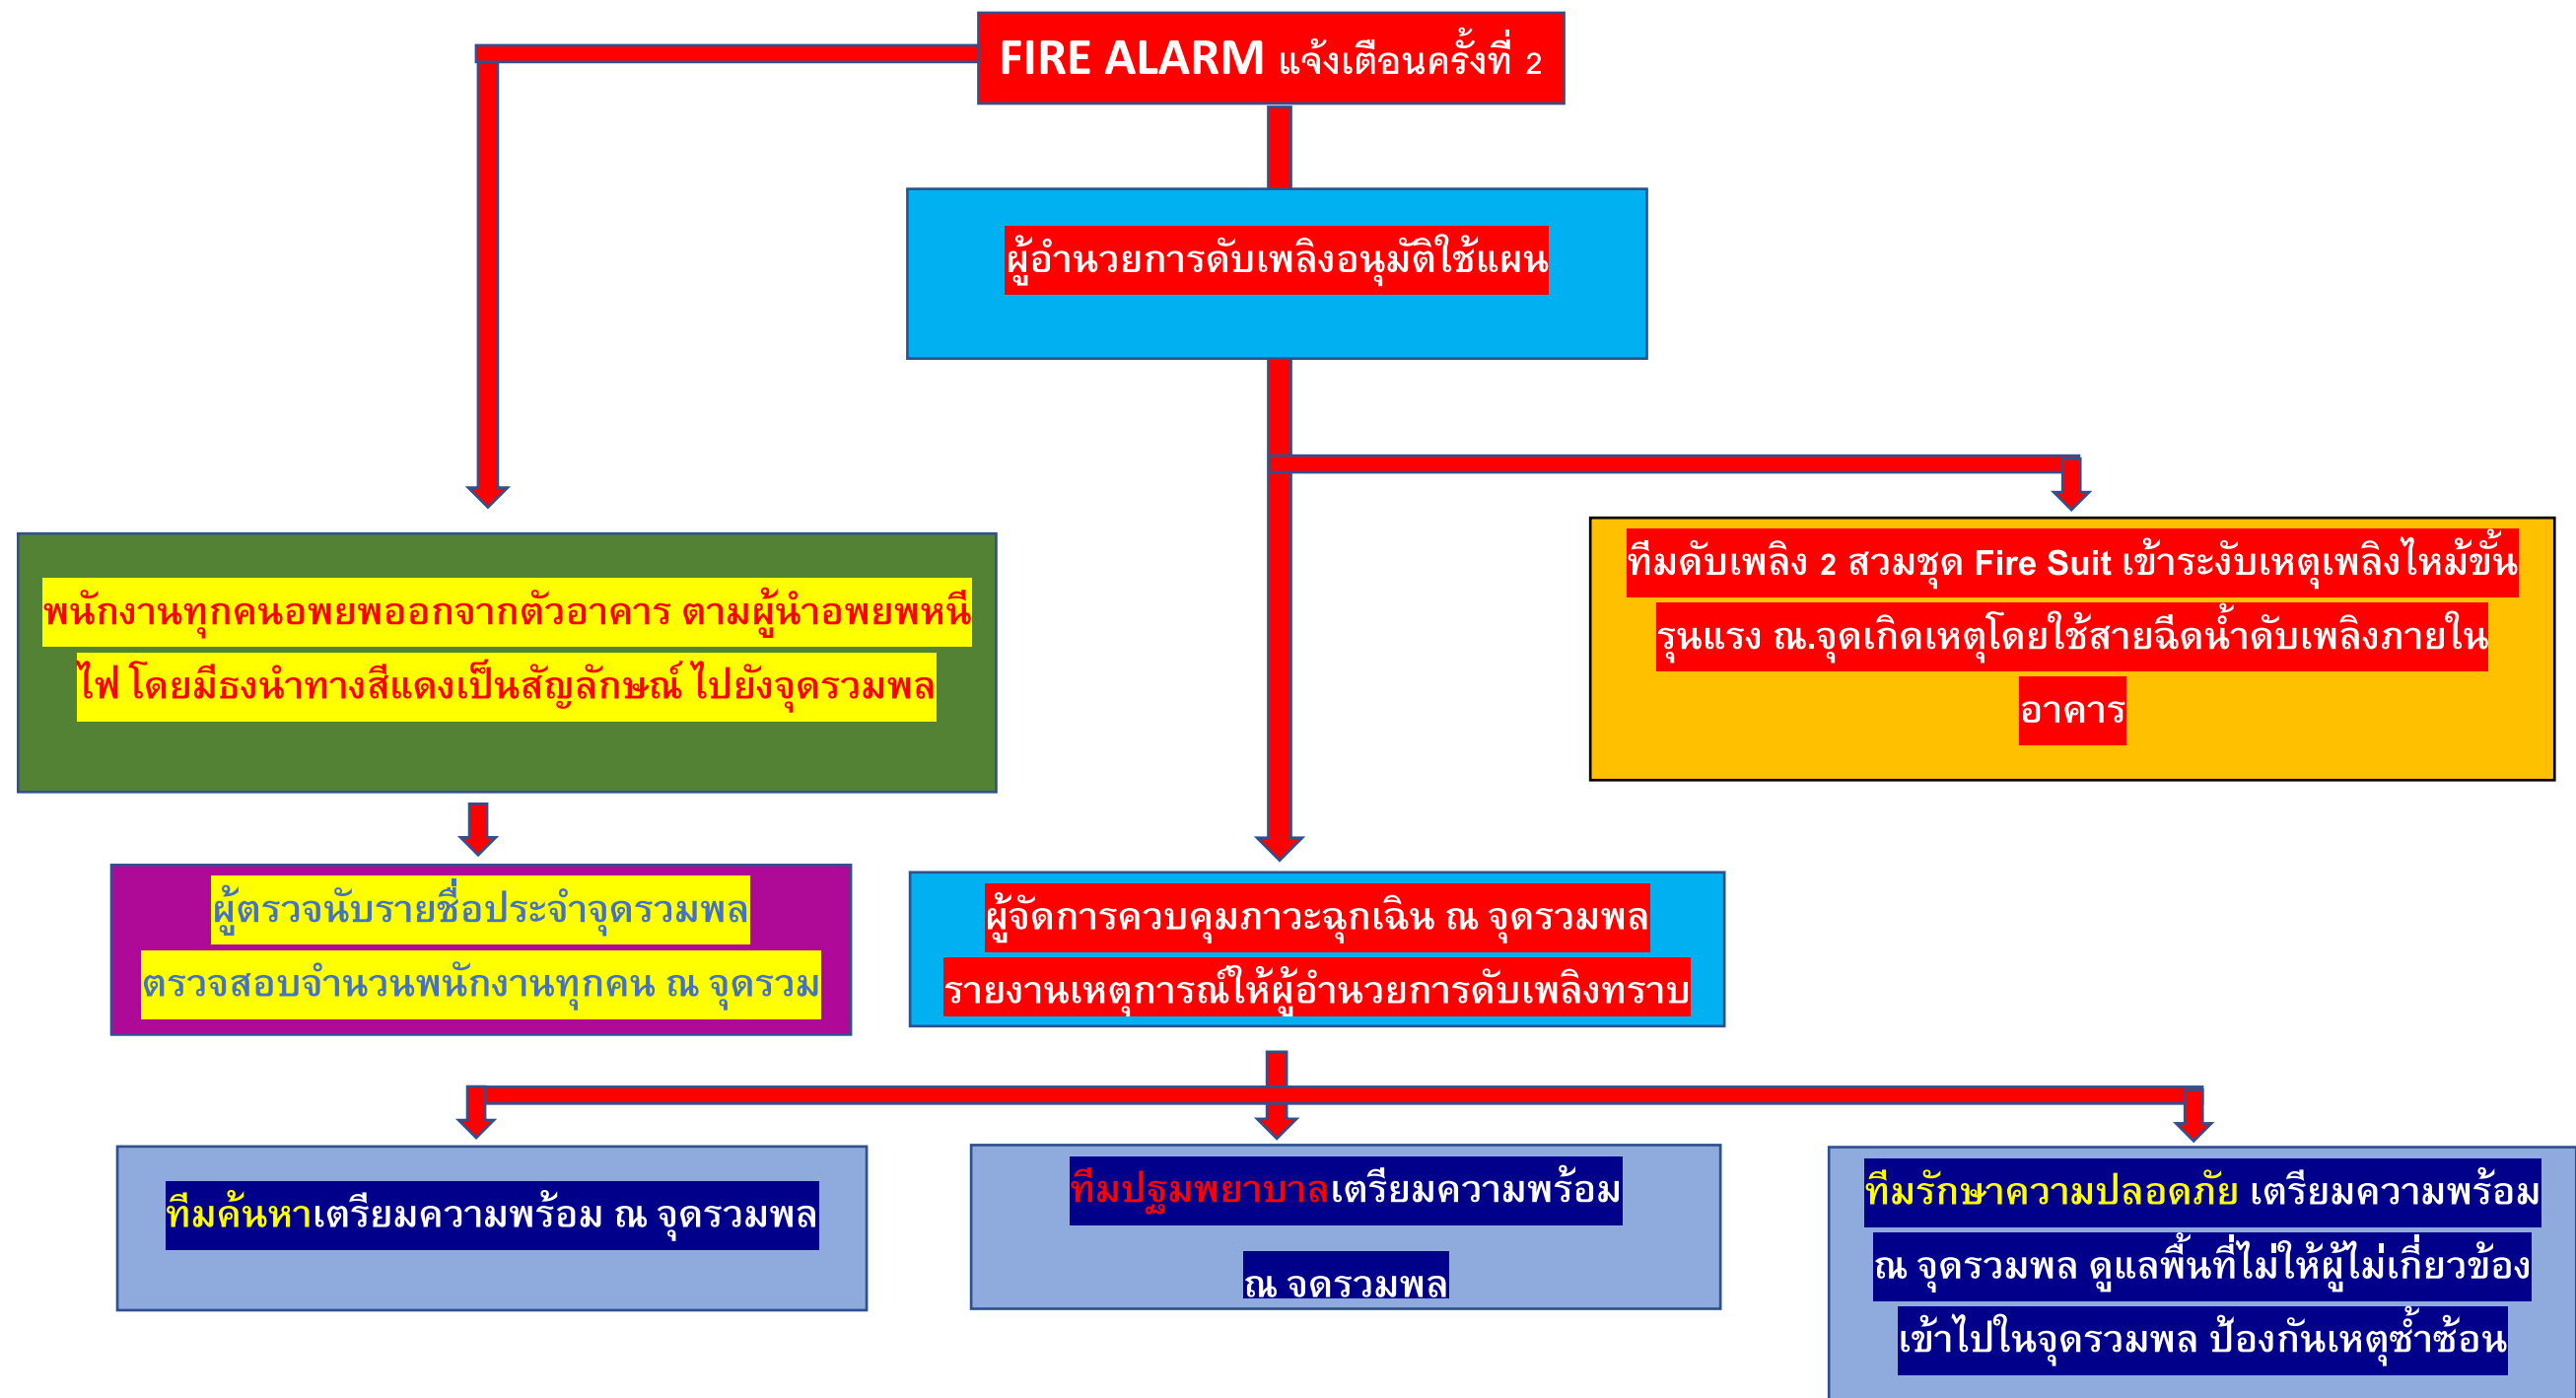 FIRE ALARM แจ้งเตือนครั้งที่ 2
ผู้อำนวยการดับเพลิงอนุมัติใช้แผน
พนักงานทุกคนอพยพออกจากตัวอาคาร ตามผู้นำอพยพหนี
ไฟ โดยมีธงนำทางสีแดงเป็นสัญลักษณ์ ไปยังจุดรวมพล
ทีมดับเพลิง 2 สวมชุด Fire Suit เข้าระงับเหตุเพลิงไหม้ขั้น
รุนแรง ณ.จุดเกิดเหตุโดยใช้สายฉีดน้ำดับเพลิงภายใน
อาคาร
ผู้ตรวจนับรายชื่อประจำจุดรวมพล
ตรวจสอบจำนวนพนักงานทุกคน ณ จุดรวม
ผู้จัดการควบคุมภาวะฉุกเฉิน ณ จุดรวมพล
รายงานเหตุการณ์ให้ผู้อำนวยการดับเพลิงทราบ
ทีมค้นหาเตรียมความพร้อม ณ จุดรวมพล
ทีมปฐมพยาบาลเตรียมความพร้อม
ณ จุดรวมพล
ทีมรักษาความปลอดภัย เตรียมความพร้อม
ณ จุดรวมพล ดูแลพื้นที่ไม่ให้ผู้ไม่เกี่ยวข้อง
เข้าไปในจุดรวมพล ป้องกันเหตุซ้ำซ้อน